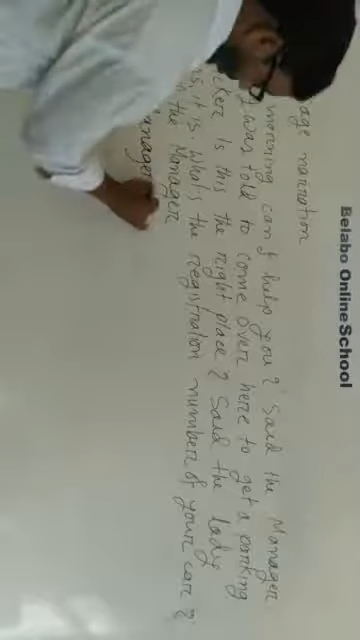 Belabo Online School
age narration
morning can I help you? Said the Manager
I was told to come over here to get a parking
cker Is this the right place? Said the lady
s, it is. What is the registration number of your car?
the Manager
anager